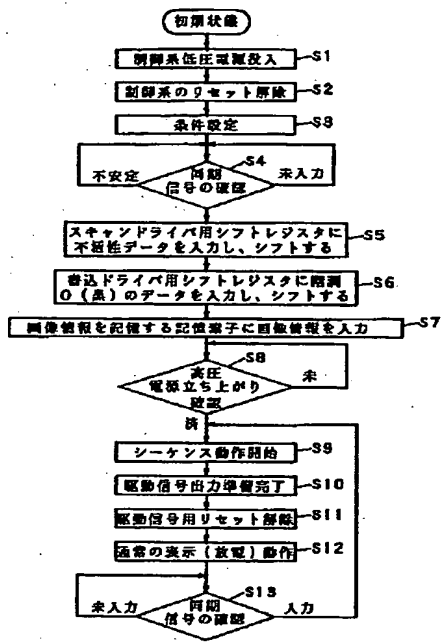 初期状態
制御系低圧電源投入
S1
制御系のリセット解除
S2
条件設定
S3
S4
不安定
同期
信号の確認
未入力
スキャンドライバ用シフトレジスタに
不活性データを入力し、シフトする
S5
書込ドライバ用シフトレジスタに階調
0(黒)のデータを入力し、シフトする
S6
画像情報を記憶する記憶素子に画像情報を入力
S7
S8
高圧
電源立ち上がり
確認
未
済
シーケンス動作開始
S9
駆動信号出力準備完了
S10
駆動信号用リセット解除
S11
通常の表示(放電)動作
S12
S13
未入力
同期
信号の確認
入力